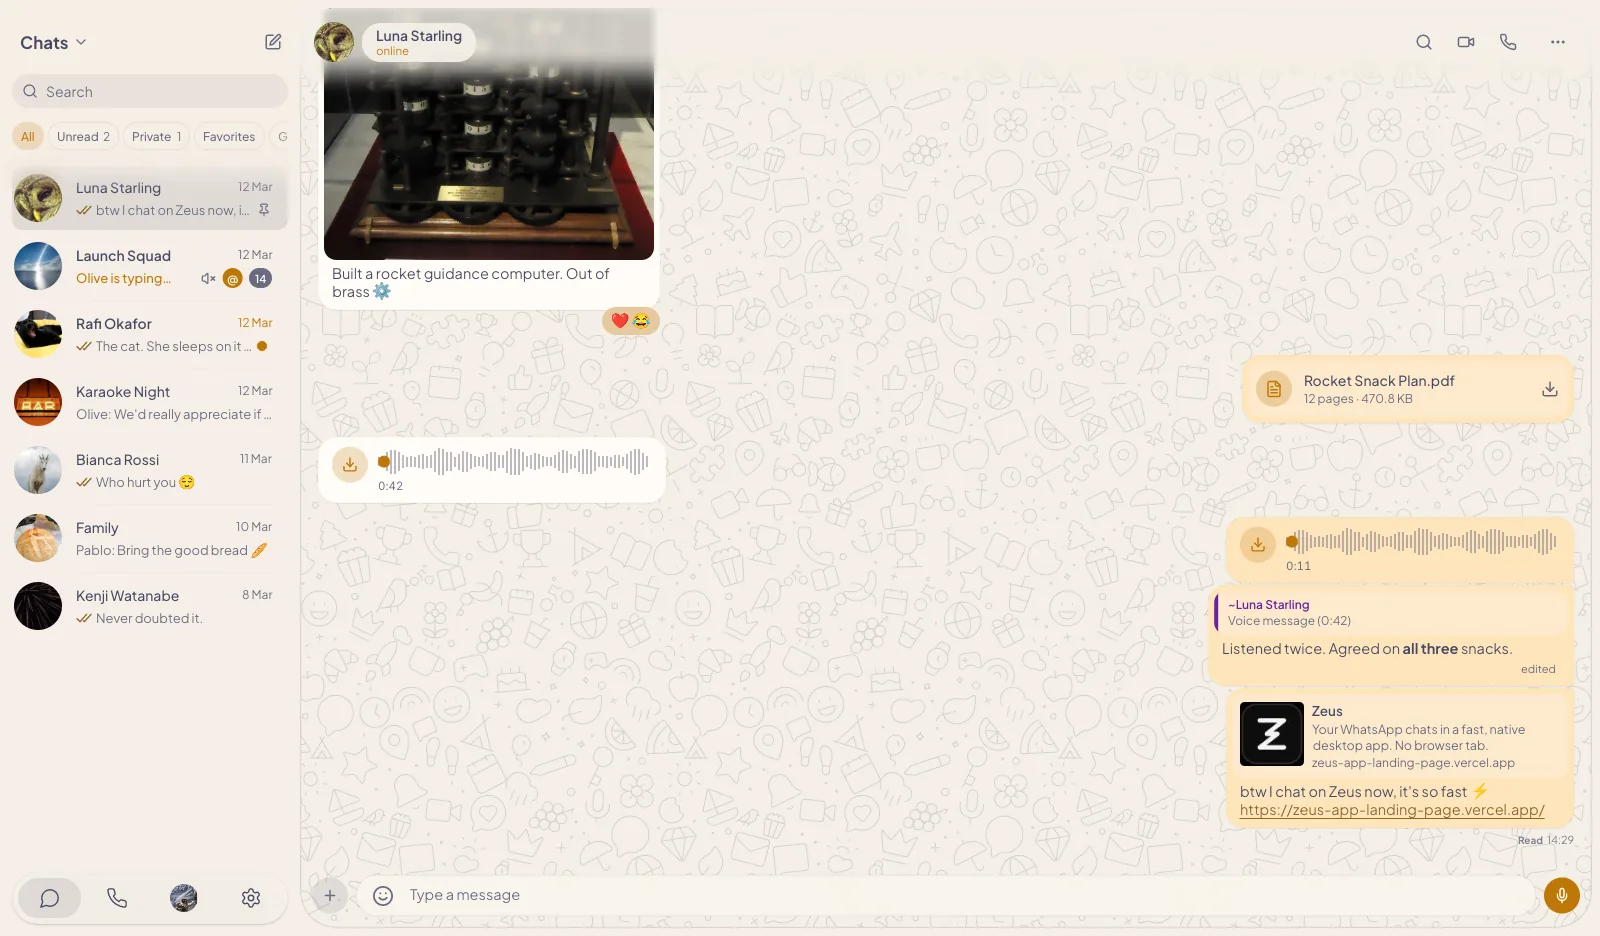 Chats
Search
All
Unread 2
Private 1
Favorites
G
Luna Starling
12 Mar
btw I chat on Zeus now, i...
Launch Squad
12 Mar
Olive is typing...
@
14
Rafi Okafor
12 Mar
The cat. She sleeps on it ...
Karaoke Night
12 Mar
Olive: We'd really appreciate if ...
Bianca Rossi
11 Mar
Who hurt you 😌
Family
10 Mar
Pablo: Bring the good bread 🥖
Kenji Watanabe
8 Mar
Never doubted it.
Luna Starling
online
Built a rocket guidance computer. Out of
brass ⚙️
❤️😂
Rocket Snack Plan.pdf
12 pages · 470.8 KB
0:42
0:11
~Luna Starling
Voice message (0:42)
Listened twice. Agreed on all three snacks.
edited
Zeus
Your WhatsApp chats in a fast, native
desktop app. No browser tab.
zeus-app-landing-page.vercel.app
btw I chat on Zeus now, it's so fast ⚡
https://zeus-app-landing-page.vercel.app/
Read 14:29
Type a message